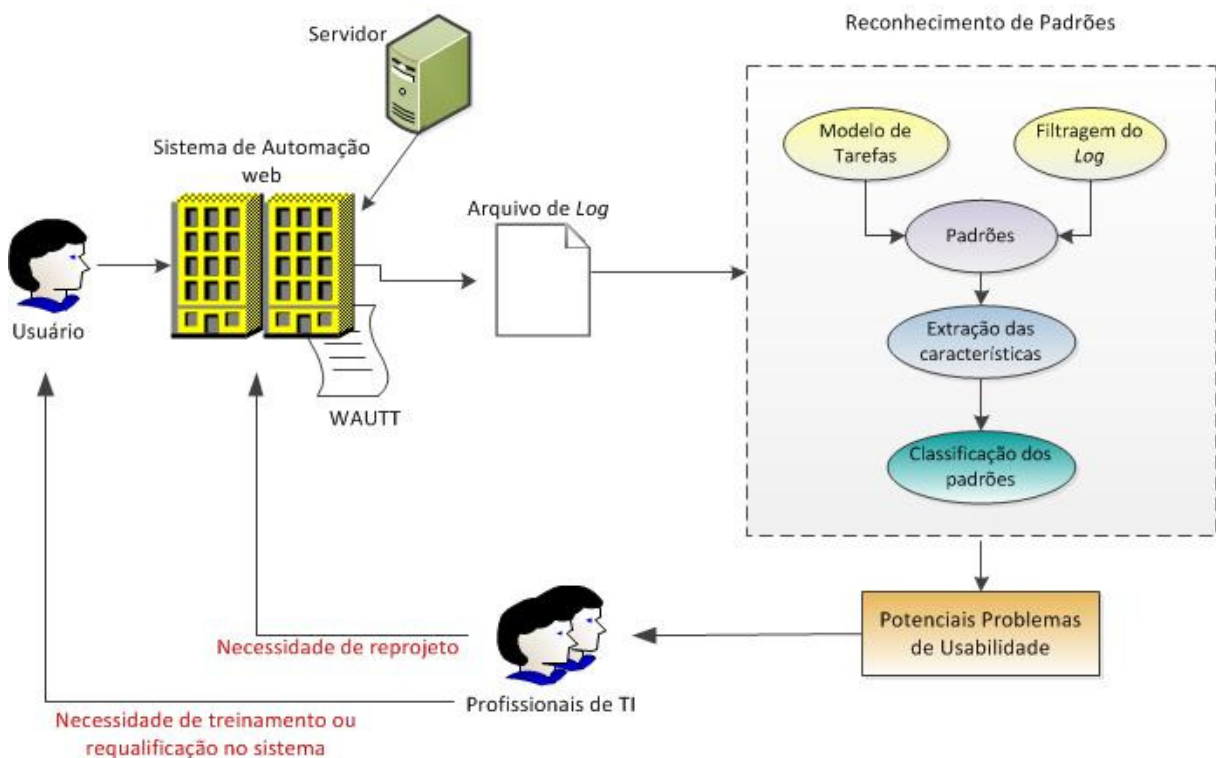 Reconhecimento de Padrões
Servidor
Sistema de Automação
web
Arquivo de Log
Usuário
WAUTT
Modelo de
Tarefas
Filtragem do
Log
Padrões
Extração das
características
Classificação dos
padrões
Potenciais Problemas
de Usabilidade
Necessidade de reprojeto
Profissionais de TI
Necessidade de treinamento ou
requalificação no sistema